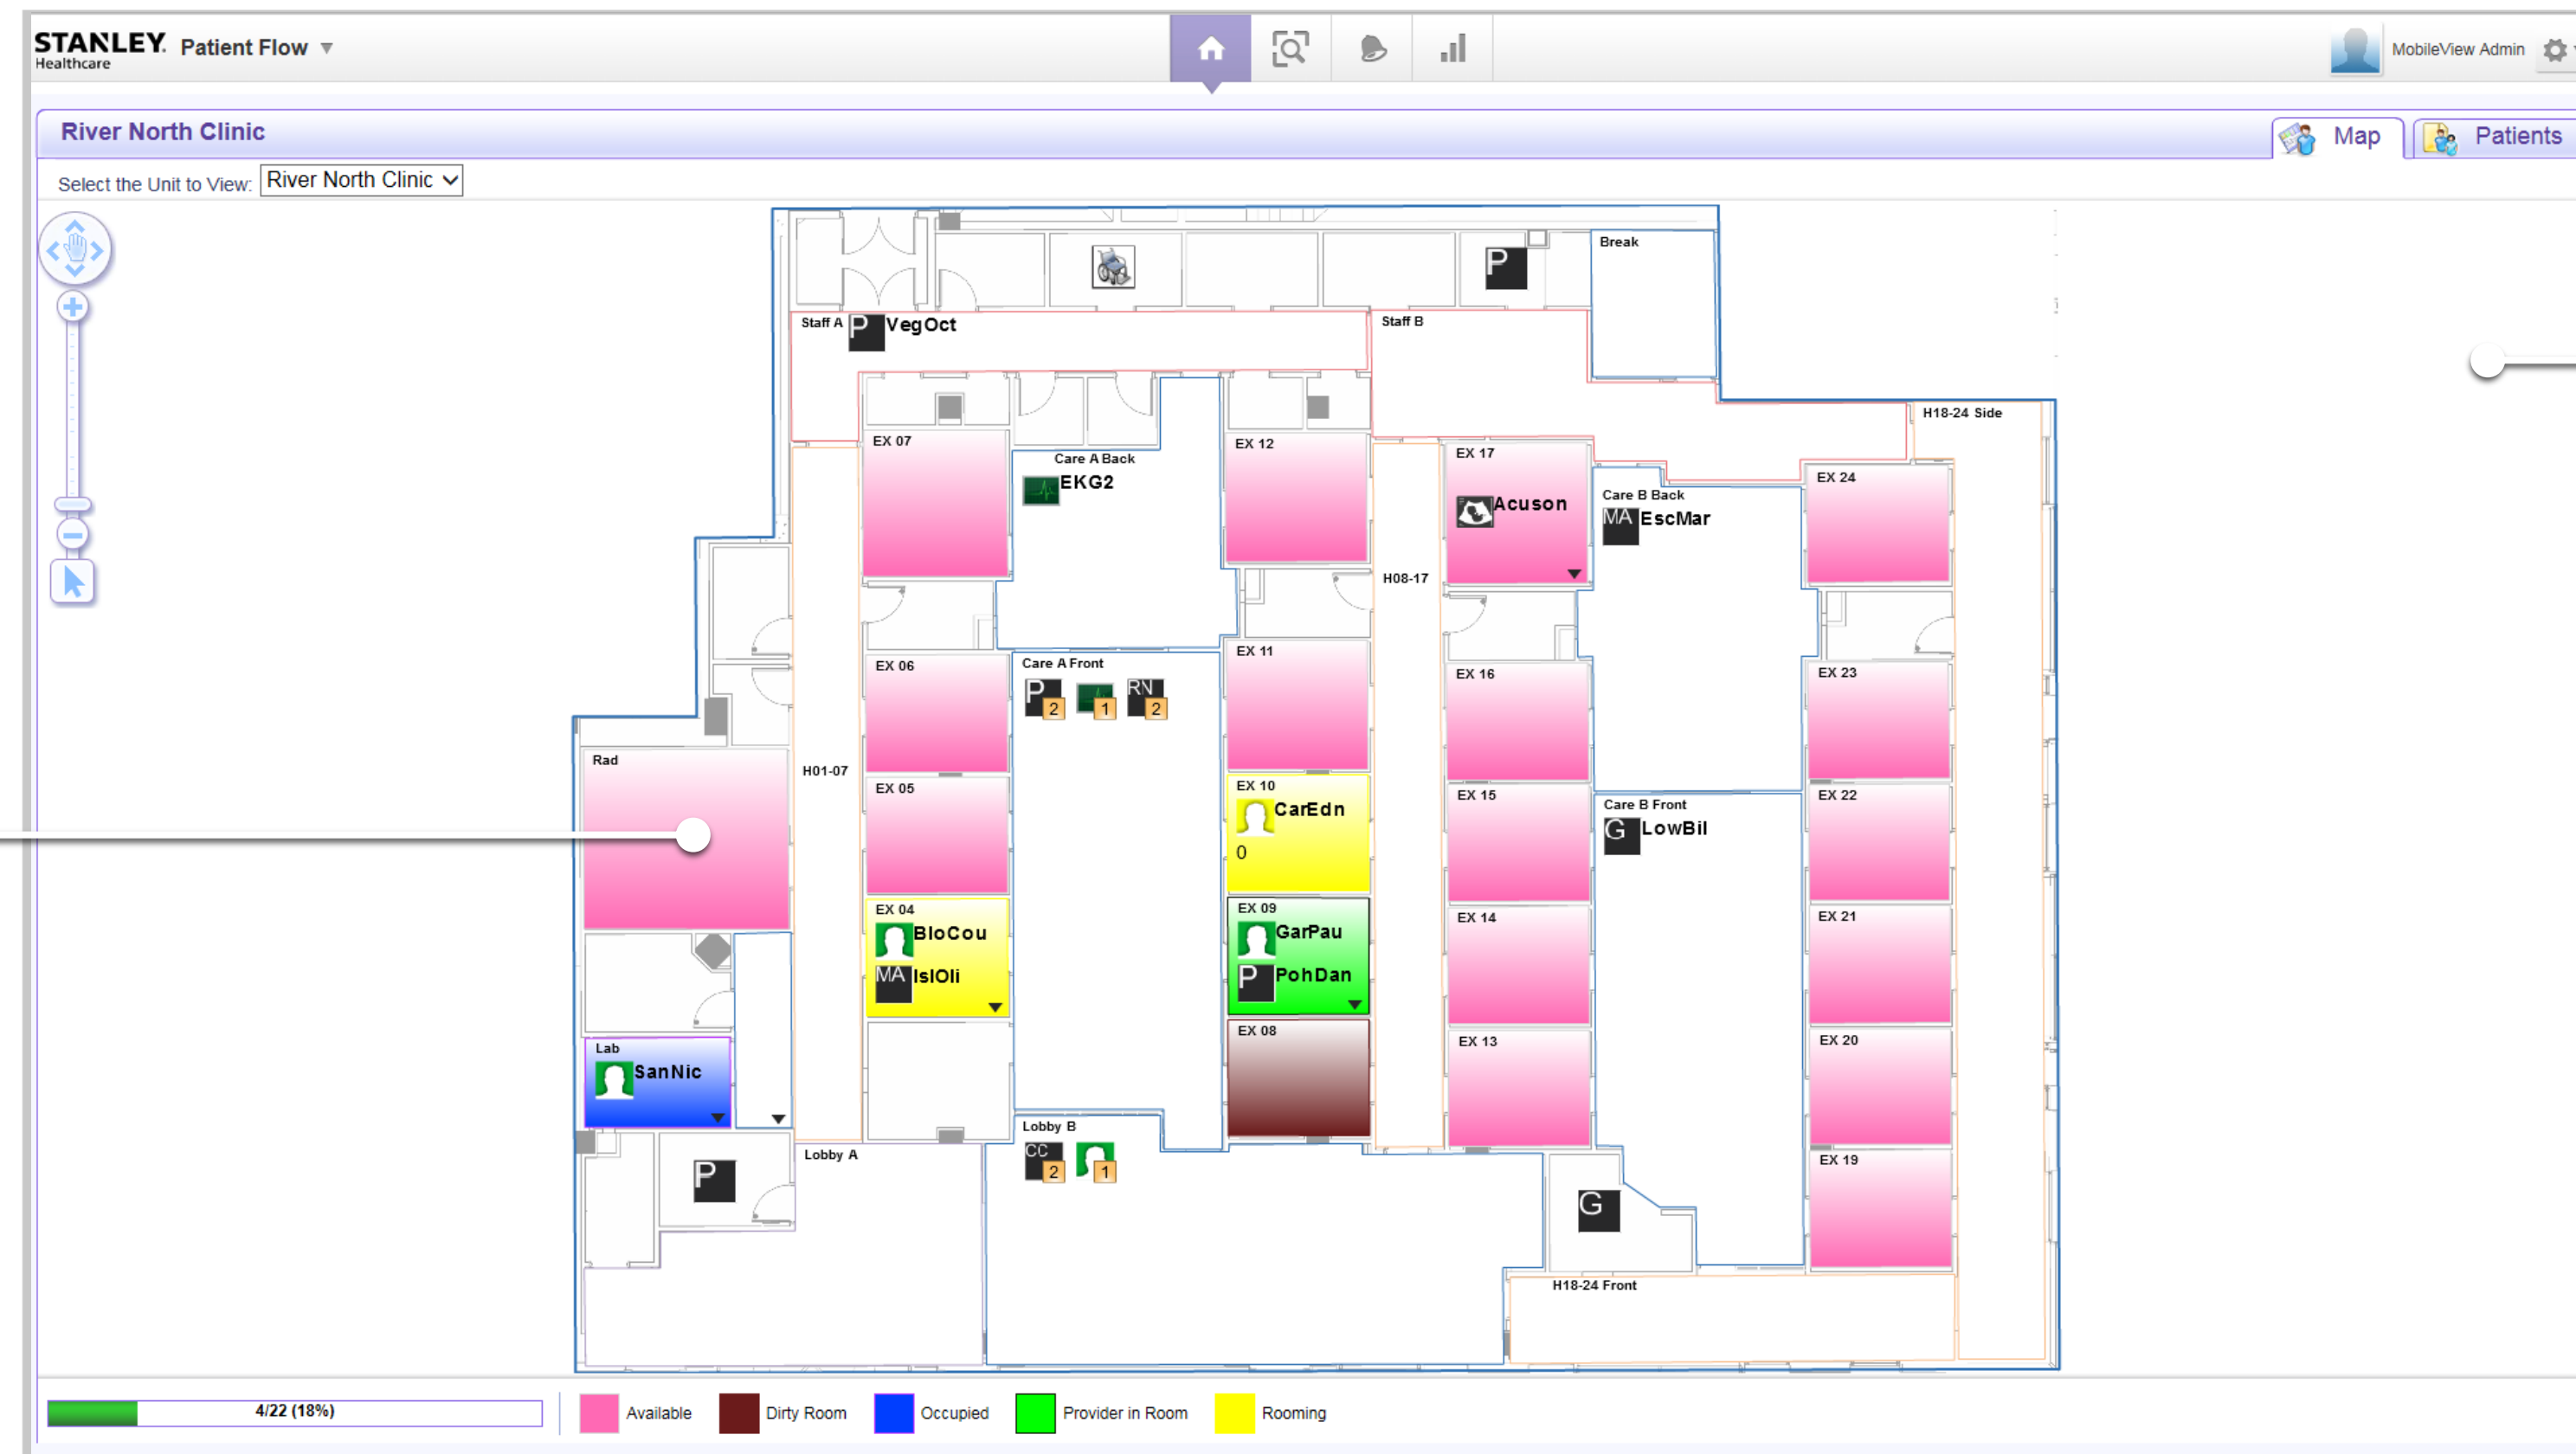 STANLEY. Patient Flow
Healthcare
MobileView Admin
River North Clinic
Map
Patients
Select the Unit to View: River North Clinic
Break
P
Staff A
P VegOct
Staff B
H18-24 Side
EX 07
Care A Back
EKG2
EX 12
EX 17
Acuson
Care B Back
MA EscMar
EX 24
H08-17
EX 06
Care A Front
P 2 1 RN 2
EX 11
EX 16
EX 23
Rad
H01-07
EX 05
EX 10
CarEdn
0
EX 15
Care B Front
G LowBil
EX 22
EX 04
BloCou
MA IslOli
EX 09
GarPau
P PohDan
EX 14
EX 21
Lab
SanNic
EX 08
EX 13
EX 20
P
Lobby A
Lobby B
CC 2 1
G
EX 19
H18-24 Front
4/22 (18%)
Available
Dirty Room
Occupied
Provider in Room
Rooming